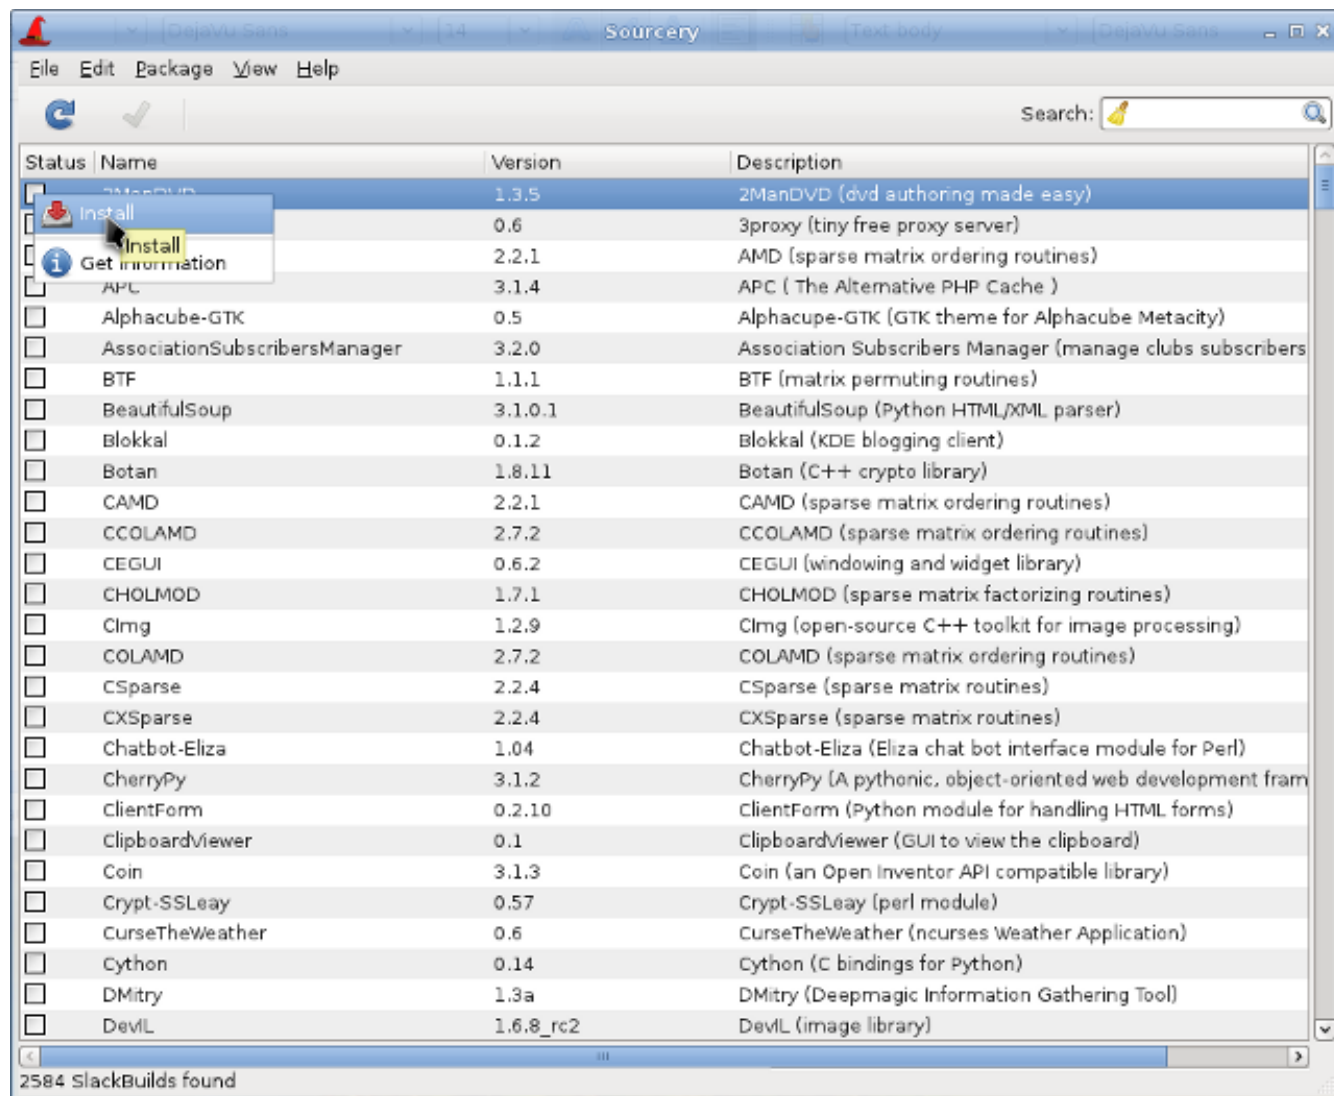 DejaVu Sans 14 Sourcery Text body DejaVu Sans
File Edit Package View Help
Search:
Status Name Version Description
2ManDVD 1.3.5 2ManDVD (dvd authoring made easy)
Install
0.6 3proxy (tiny free proxy server)
Install
2.2.1 AMD (sparse matrix ordering routines)
Get information
APC 3.1.4 APC ( The Alternative PHP Cache )
Alphacube-GTK 0.5 Alphacupe-GTK (GTK theme for Alphacube Metacity)
AssociationSubscribersManager 3.2.0 Association Subscribers Manager (manage clubs subscribers
BTF 1.1.1 BTF (matrix permuting routines)
BeautifulSoup 3.1.0.1 BeautifulSoup (Python HTML/XML parser)
Blokkal 0.1.2 Blokkal (KDE blogging client)
Botan 1.8.11 Botan (C++ crypto library)
CAMD 2.2.1 CAMD (sparse matrix ordering routines)
CCOLAMD 2.7.2 CCOLAMD (sparse matrix ordering routines)
CEGUI 0.6.2 CEGUI (windowing and widget library)
CHOLMOD 1.7.1 CHOLMOD (sparse matrix factorizing routines)
CImg 1.2.9 CImg (open-source C++ toolkit for image processing)
COLAMD 2.7.2 COLAMD (sparse matrix ordering routines)
CSparse 2.2.4 CSparse (sparse matrix routines)
CXSparse 2.2.4 CXSparse (sparse matrix routines)
Chatbot-Eliza 1.04 Chatbot-Eliza (Eliza chat bot interface module for Perl)
CherryPy 3.1.2 CherryPy (A pythonic, object-oriented web development fram
ClientForm 0.2.10 ClientForm (Python module for handling HTML forms)
ClipboardViewer 0.1 ClipboardViewer (GUI to view the clipboard)
Coin 3.1.3 Coin (an Open Inventor API compatible library)
Crypt-SSLeay 0.57 Crypt-SSLeay (perl module)
CurseTheWeather 0.6 CurseTheWeather (ncurses Weather Application)
Cython 0.14 Cython (C bindings for Python)
DMitry 1.3a DMitry (Deepmagic Information Gathering Tool)
DevIL 1.6.8_rc2 DevIL (image library)
2584 SlackBuilds found